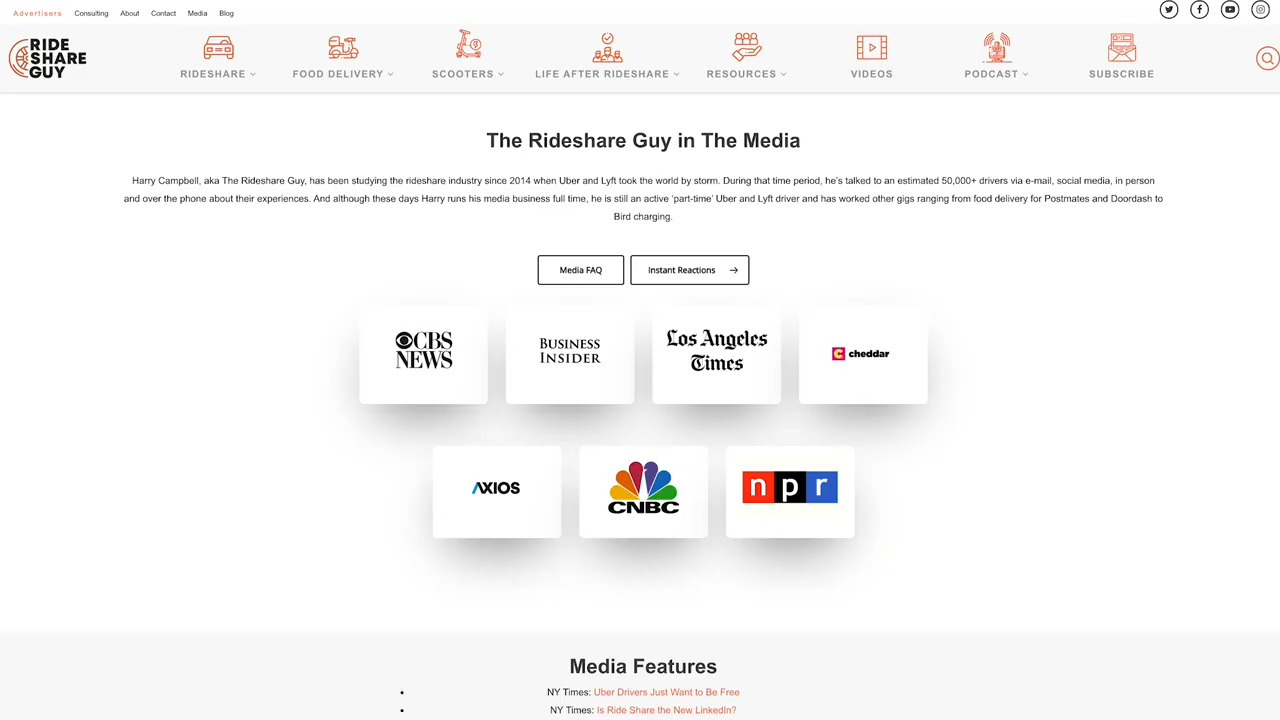 Advertisers Consulting About Contact Media Blog
RIDE
SHARE
GUY
RIDESHARE FOOD DELIVERY SCOOTERS LIFE AFTER RIDESHARE RESOURCES VIDEOS PODCAST SUBSCRIBE
The Rideshare Guy in The Media
Harry Campbell, aka The Rideshare Guy, has been studying the rideshare industry since 2014 when Uber and Lyft took the world by storm. During that time period, he's talked to an estimated 50,000+ drivers via e-mail, social media, in person
and over the phone about their experiences. And although these days Harry runs his media business full time, he is still an active 'part-time' Uber and Lyft driver and has worked other gigs ranging from food delivery for Postmates and Doordash to
Bird charging.
Media FAQ Instant Reactions
CBS
NEWS
BUSINESS
INSIDER
Los Angeles
Times
C cheddar
AXIOS
CNBC
npr
Media Features
NY Times: Uber Drivers Just Want to Be Free
NY Times: Is Ride Share the New LinkedIn?